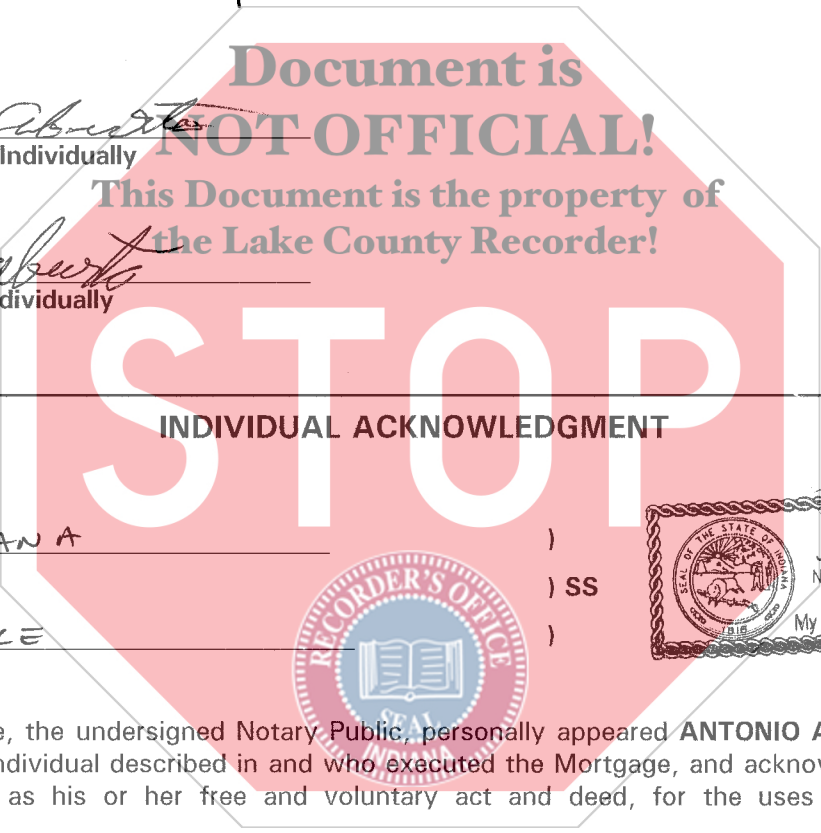 Document is
NOT OFFICIAL!
This Document is the property of
the Lake County Recorder!
Individually
dividually
STOP
INDIVIDUAL ACKNOWLEDGMENT
ANA
)
) SS
)
SEAL OF THE STATE OF INDIANA
1816
N
My
RECORDER'S OFFICE
SEAL
INDIANA
e, the undersigned Notary Public, personally appeared ANTONIO A
ndividual described in and who executed the Mortgage, and acknov
as his or her free and voluntary act and deed, for the uses